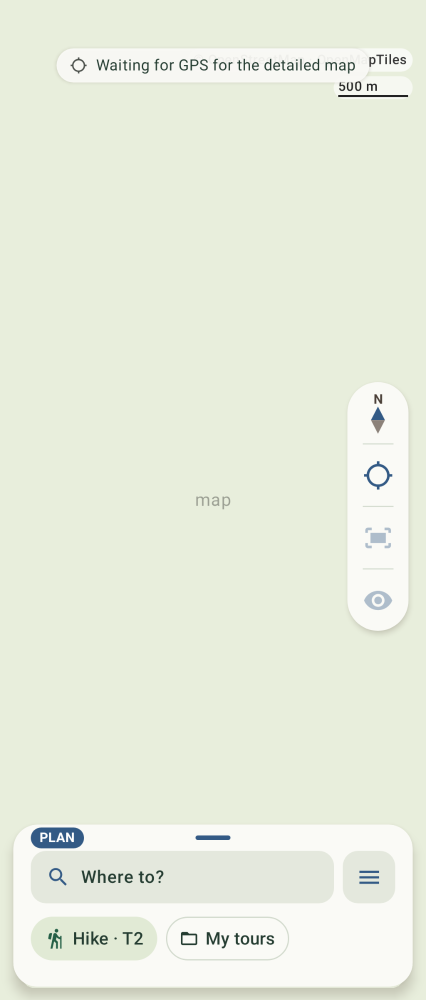 Waiting for GPS for the detailed map
pTiles
500 m
N
map
PLAN
Where to?
Hike · T2
My tours